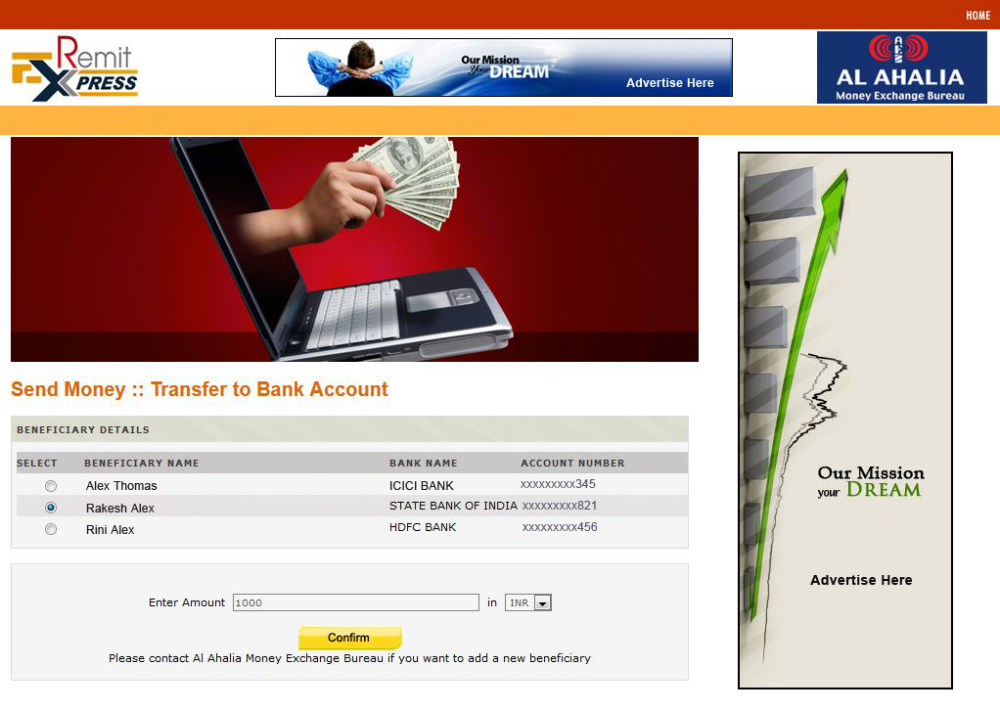 HOME
Remit
EXPRESS
Our Mission
Your DREAM
Advertise Here
AL AHALIA
Money Exchange Bureau
Send Money :: Transfer to Bank Account
BENEFICIARY DETAILS
SELECT BENEFICIARY NAME BANK NAME ACCOUNT NUMBER
Alex Thomas ICICI BANK xxxxxxxxx345
Rakesh Alex STATE BANK OF INDIA xxxxxxxxx821
Rini Alex HDFC BANK xxxxxxxxx456
Enter Amount 1000 in INR
Confirm
Please contact Al Ahalia Money Exchange Bureau if you want to add a new beneficiary
Our Mission
your DREAM
Advertise Here